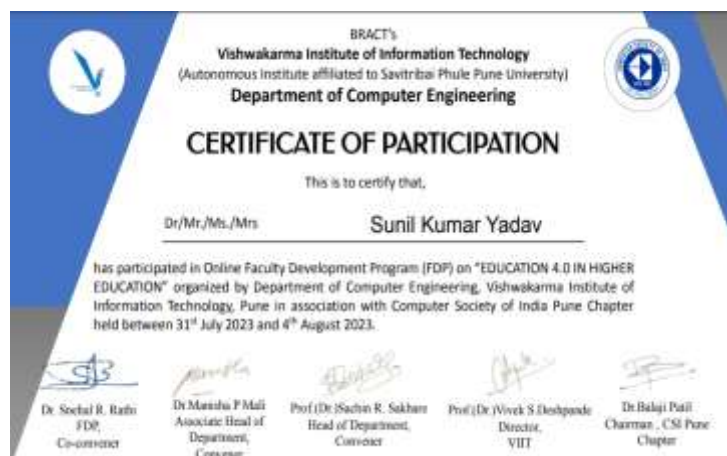 BRACT's
Vishwakarma Institute of Information Technology
(Autonomous Institute affiliated to Savitribai Phule Pune University)
Department of Computer Engineering
CERTIFICATE OF PARTICIPATION
This is to certify that,
Dr/Mr./Ms./Mrs Sunil Kumar Yadav
has participated in Online Faculty Development Program (FDP) on "EDUCATION 4.0 IN HIGHER
EDUCATION" organized by Department of Computer Engineering, Vishwakarma Institute of
Information Technology, Pune in association with Computer Society of India Pune Chapter
held between 31st July 2023 and 4th August 2023.
Dr. Snehal R. Rathi
FDP,
Co-convener
Dr Manisha P Mali
Associate Head of
Department,
Convener
Prof.(Dr.)Sachin R. Sakhare
Head of Department,
Convener
Prof.(Dr.)Vivek S Deshpande
Director,
VIIT
Dr.Balaji Patil
Chairman , CSI Pune
Chapter